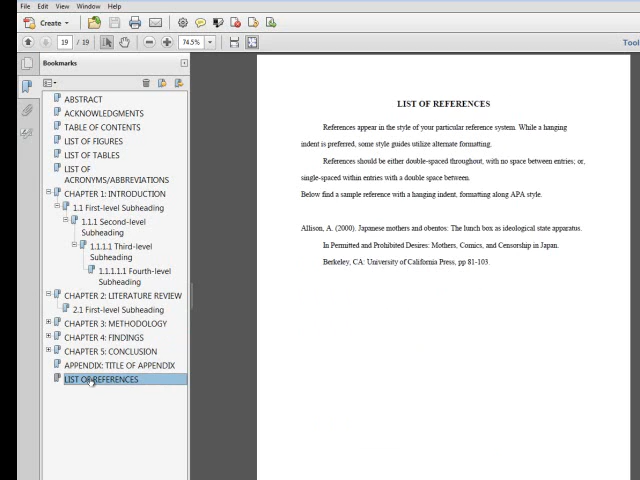 File Edit View Window Help
Create
19 / 19 74.5% Tool
Bookmarks
ABSTRACT
ACKNOWLEDGMENTS
TABLE OF CONTENTS
LIST OF FIGURES
LIST OF TABLES
LIST OF
ACRONYMS/ABBREVIATIONS
CHAPTER 1: INTRODUCTION
1.1 First-level Subheading
1.1.1 Second-level
Subheading
1.1.1.1 Third-level
Subheading
1.1.1.1.1 Fourth-level
Subheading
CHAPTER 2: LITERATURE REVIEW
2.1 First-level Subheading
CHAPTER 3: METHODOLOGY
CHAPTER 4: FINDINGS
CHAPTER 5: CONCLUSION
APPENDIX: TITLE OF APPENDIX
LIST OF REFERENCES
LIST OF REFERENCES
References appear in the style of your particular reference system. While a hanging
indent is preferred, some style guides utilize alternate formatting.
References should be either double-spaced throughout, with no space between entries; or,
single-spaced within entries with a double space between.
Below find a sample reference with a hanging indent, formatting along APA style.
Allison, A. (2000). Japanese mothers and obentos: The lunch box as ideological state apparatus.
In Permitted and Prohibited Desires: Mothers, Comics, and Censorship in Japan.
Berkeley, CA: University of California Press, pp 81-103.